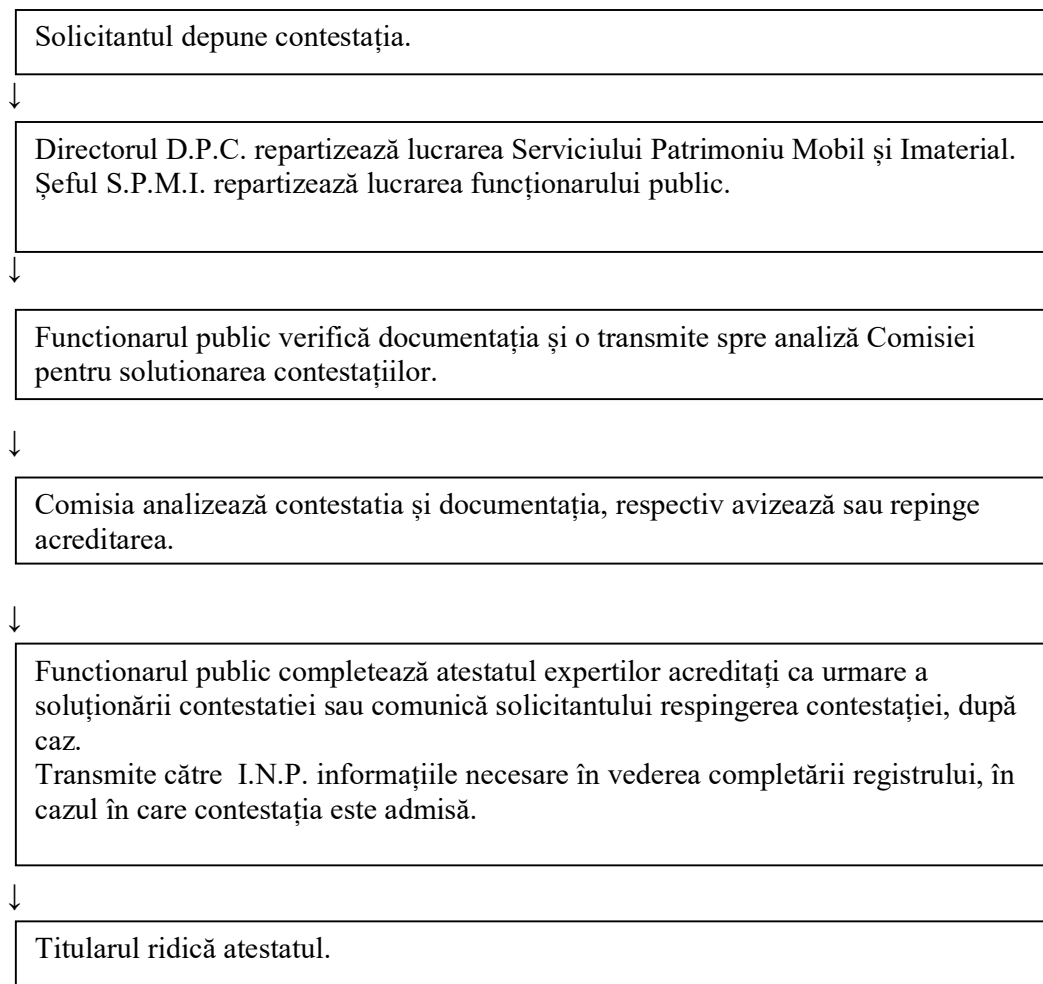 Solicitantul depune contestația.
↓
Directorul D.P.C. repartizează lucrarea Serviciului Patrimoniu Mobil și Imaterial.
Șeful S.P.M.I. repartizează lucrarea funcționarului public.
↓
Functionarul public verifică documentația și o transmite spre analiză Comisiei
pentru solutionarea contestațiilor.
↓
Comisia analizează contestatia și documentația, respectiv avizează sau repinge
acreditarea.
↓
Functionarul public completează atestatul expertilor acreditați ca urmare a
soluționării contestatiei sau comunică solicitantului respingerea contestației, după
caz.
Transmite către I.N.P. informațiile necesare în vederea completării registrului, în
cazul în care contestația este admisă.
↓
Titularul ridică atestatul.